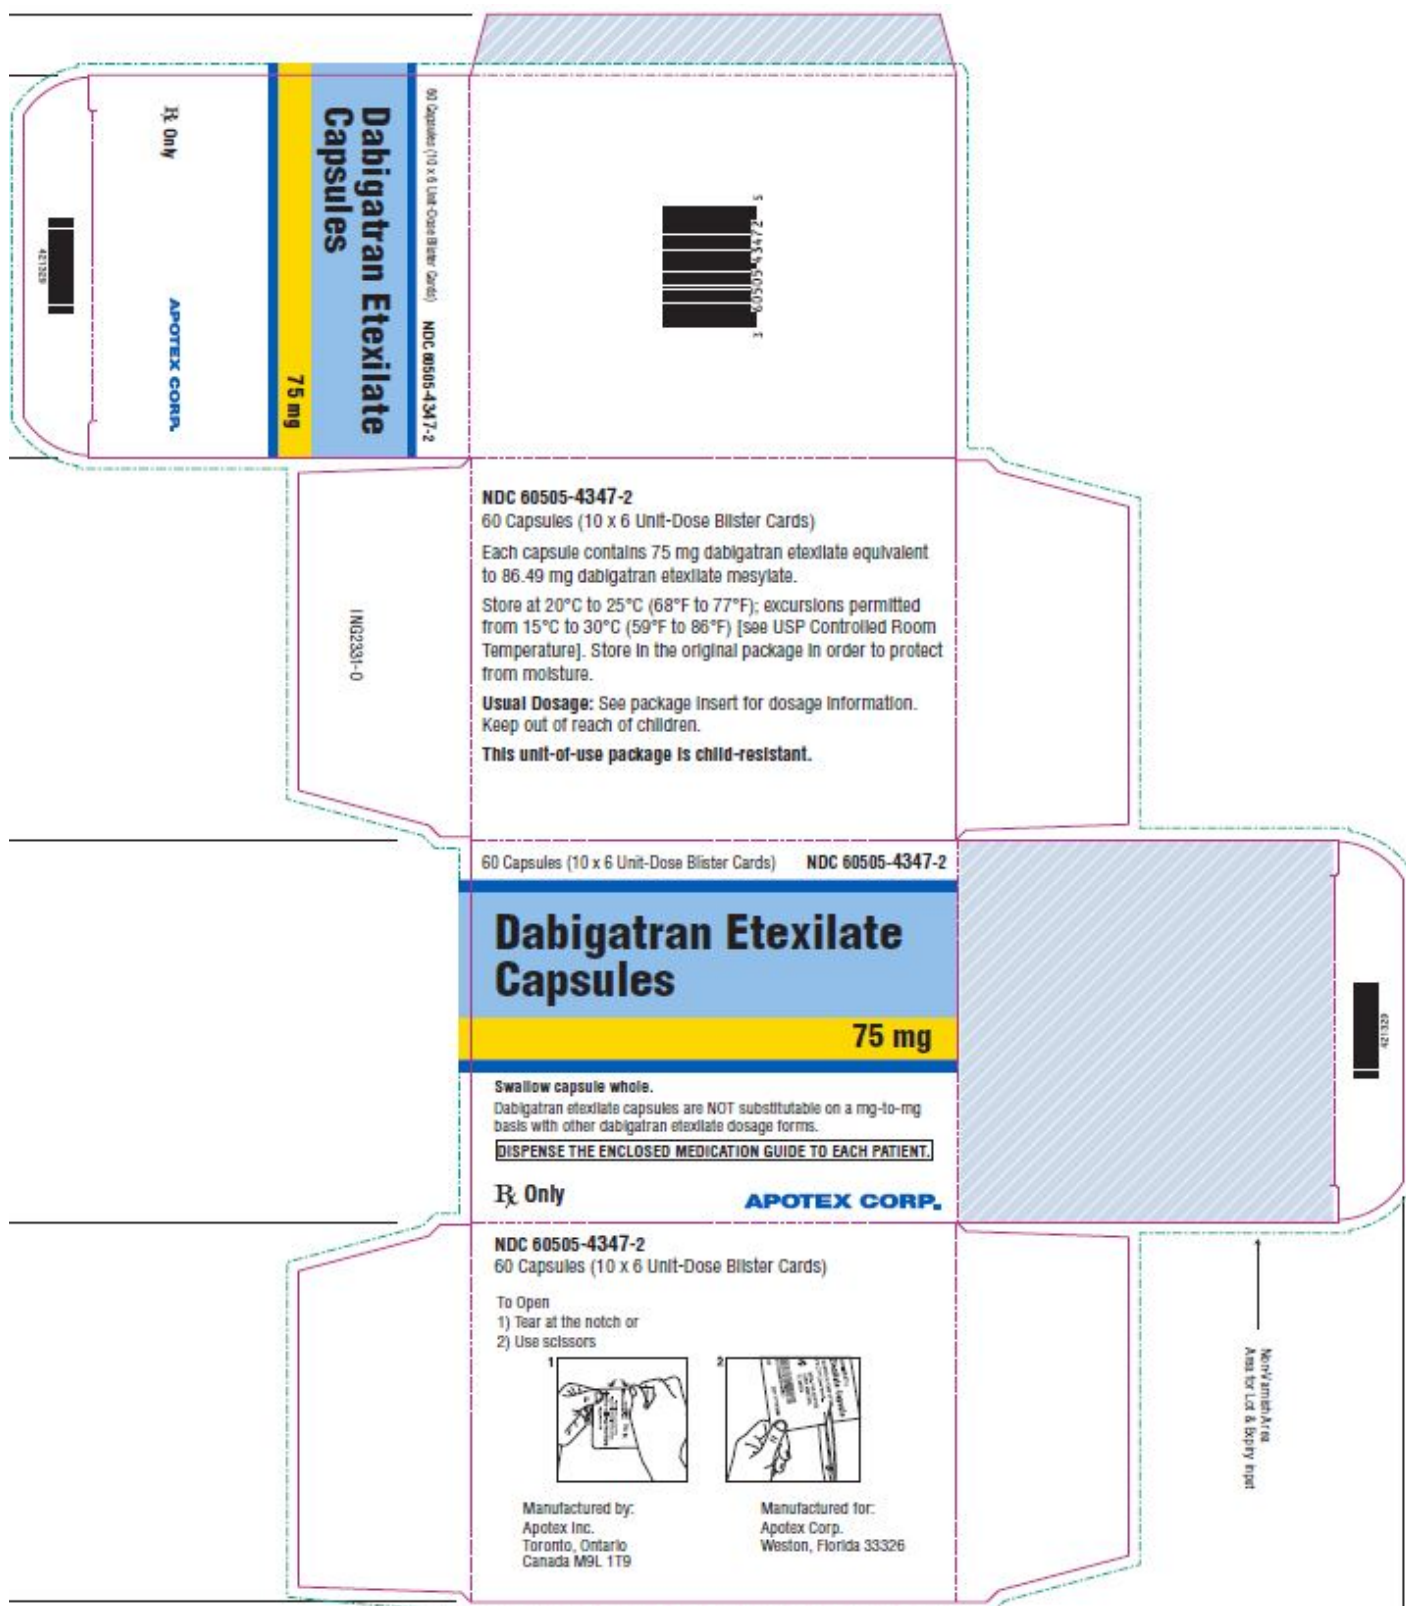 60 Capsules (10 x 6 Unit-Dose Blister Cards) NDC 60505-4347-2
Dabigatran Etexilate
Capsules
75 mg
℞ Only
APOTEX CORP.
421329
3 60505-4347-2 5
NDC 60505-4347-2
60 Capsules (10 x 6 Unit-Dose Blister Cards)
Each capsule contains 75 mg dabigatran etexilate equivalent
to 86.49 mg dabigatran etexilate mesylate.
Store at 20°C to 25°C (68°F to 77°F); excursions permitted
from 15°C to 30°C (59°F to 86°F) [see USP Controlled Room
Temperature]. Store in the original package in order to protect
from moisture.
Usual Dosage: See package insert for dosage information.
Keep out of reach of children.
This unit-of-use package is child-resistant.
ING2331-0
60 Capsules (10 x 6 Unit-Dose Blister Cards) NDC 60505-4347-2
Dabigatran Etexilate
Capsules
75 mg
Swallow capsule whole.
Dabigatran etexilate capsules are NOT substitutable on a mg-to-mg
basis with other dabigatran etexilate dosage forms.
DISPENSE THE ENCLOSED MEDICATION GUIDE TO EACH PATIENT.
℞ Only
APOTEX CORP.
421329
NDC 60505-4347-2
60 Capsules (10 x 6 Unit-Dose Blister Cards)
To Open
1) Tear at the notch or
2) Use scissors
1
2
Manufactured by:
Apotex Inc.
Toronto, Ontario
Canada M9L 1T9
Manufactured for:
Apotex Corp.
Weston, Florida 33326
Non-Varnish Area
Area for Lot & Expiry Input